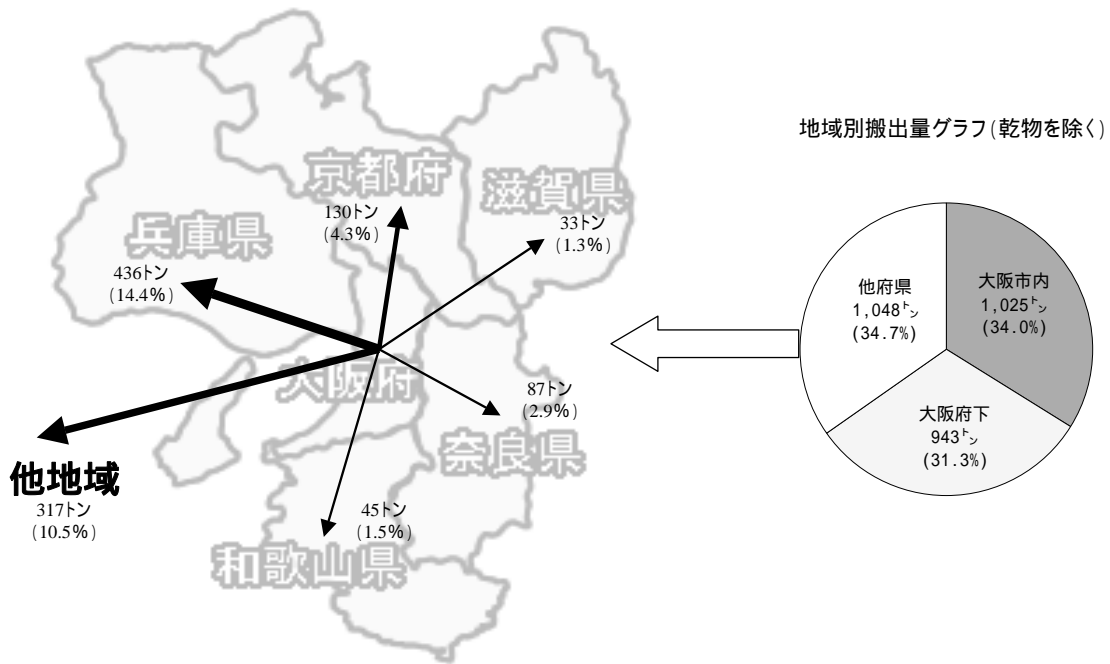 地域別搬出量グラフ(乾物を除く)
京都府
130トン
(4.3%)
滋賀県
33トン
(1.3%)
兵庫県
436トン
(14.4%)
大阪府
87トン
(2.9%)
奈良県
他地域
317トン
(10.5%)
45トン
(1.5%)
和歌山県
他府県
1,048トン
(34.7%)
大阪市内
1,025トン
(34.0%)
大阪府下
943トン
(31.3%)